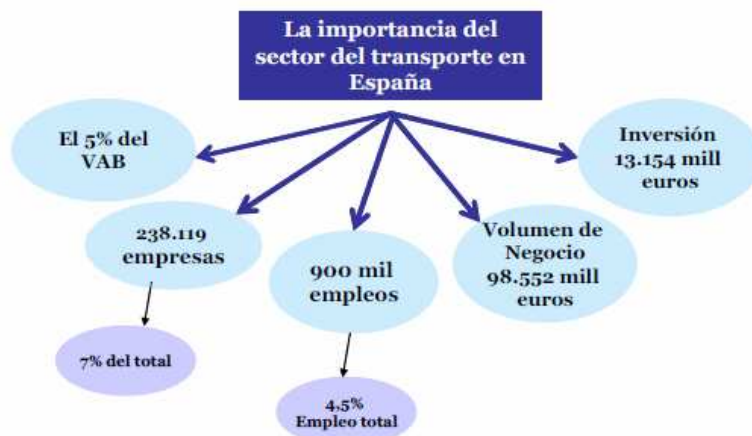 La importancia del
sector del transporte en
España
El 5% del
VAB
Inversión
13.154 mill
euros
238.119
empresas
900 mil
empleos
Volumen de
Negocio
98.552 mill
euros
7% del total
4,5%
Empleo total